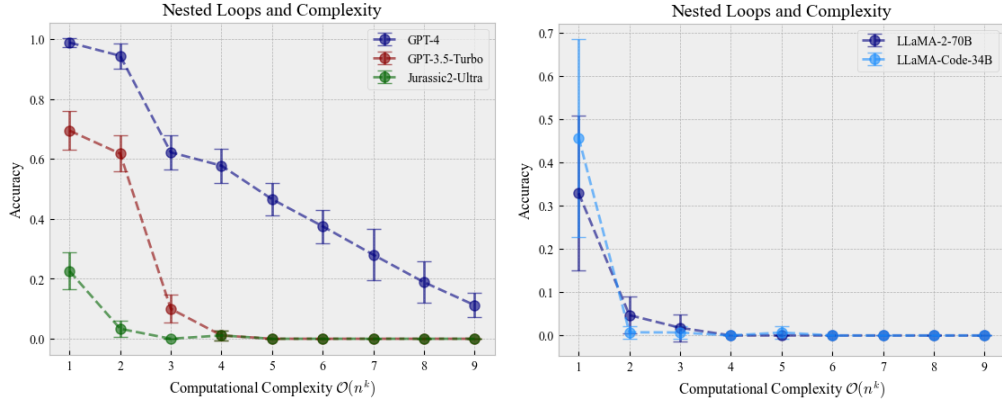 Nested Loops and Complexity
GPT-4
GPT-3.5-Turbo
Jurassic2-Ultra
1.0
0.8
0.6
0.4
0.2
0.0
Accuracy
1 2 3 4 5 6 7 8 9
Computational Complexity 𝒪(n^k)
Nested Loops and Complexity
LLaMA-2-70B
LLaMA-Code-34B
0.7
0.6
0.5
0.4
0.3
0.2
0.1
0.0
Accuracy
1 2 3 4 5 6 7 8 9
Computational Complexity 𝒪(n^k)